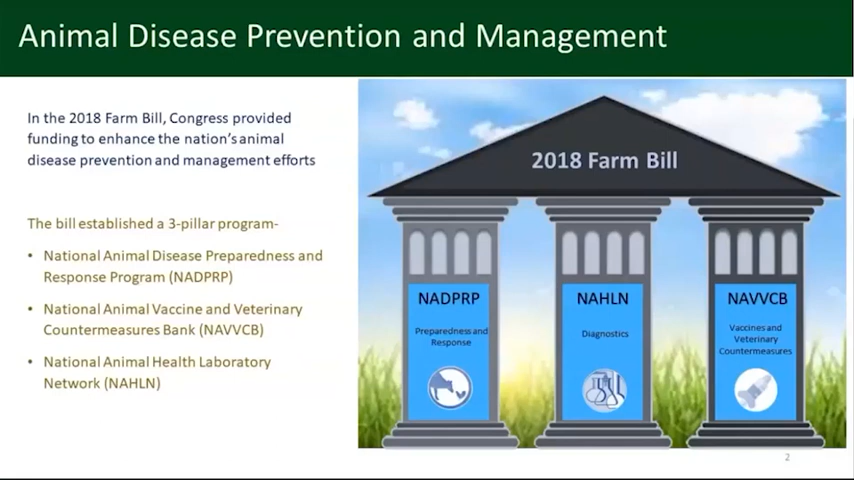 Animal Disease Prevention and Management
In the 2018 Farm Bill, Congress provided
funding to enhance the nation's animal
disease prevention and management efforts
The bill established a 3-pillar program-
• National Animal Disease Preparedness and
Response Program (NADPRP)
• National Animal Vaccine and Veterinary
Countermeasures Bank (NAVVCB)
• National Animal Health Laboratory
Network (NAHLN)
2018 Farm Bill
NADPRP
Preparedness and
Response
NAHLN
Diagnostics
NAVVCB
Vaccines and
Veterinary
Countermeasures
2